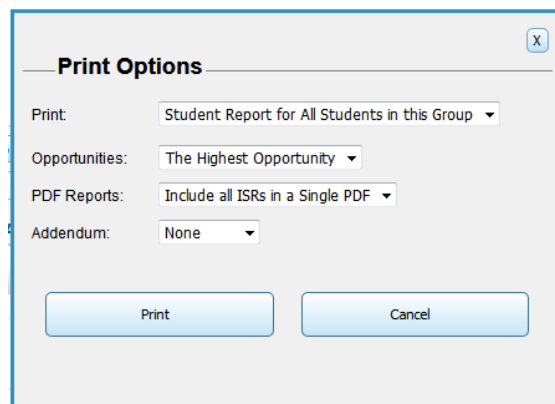 X
Print Options
Print: Student Report for All Students in this Group
Opportunities: The Highest Opportunity
PDF Reports: Include all ISRs in a Single PDF
Addendum: None
Print Cancel